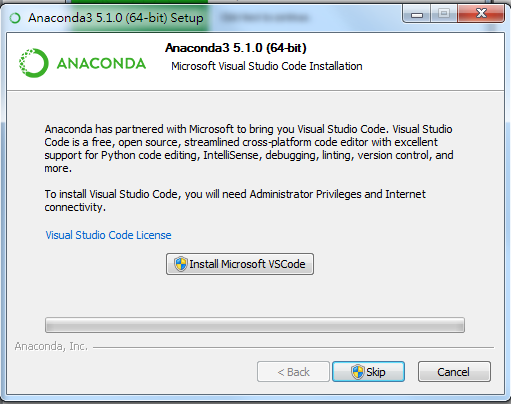 Anaconda3 5.1.0 (64-bit) Setup
ANACONDA
Anaconda3 5.1.0 (64-bit)
Microsoft Visual Studio Code Installation
Anaconda has partnered with Microsoft to bring you Visual Studio Code. Visual Studio
Code is a free, open source, streamlined cross-platform code editor with excellent
support for Python code editing, IntelliSense, debugging, linting, version control, and
more.
To install Visual Studio Code, you will need Administrator Privileges and Internet
connectivity.
Visual Studio Code License
Install Microsoft VSCode
Anaconda, Inc.
< Back
Skip
Cancel